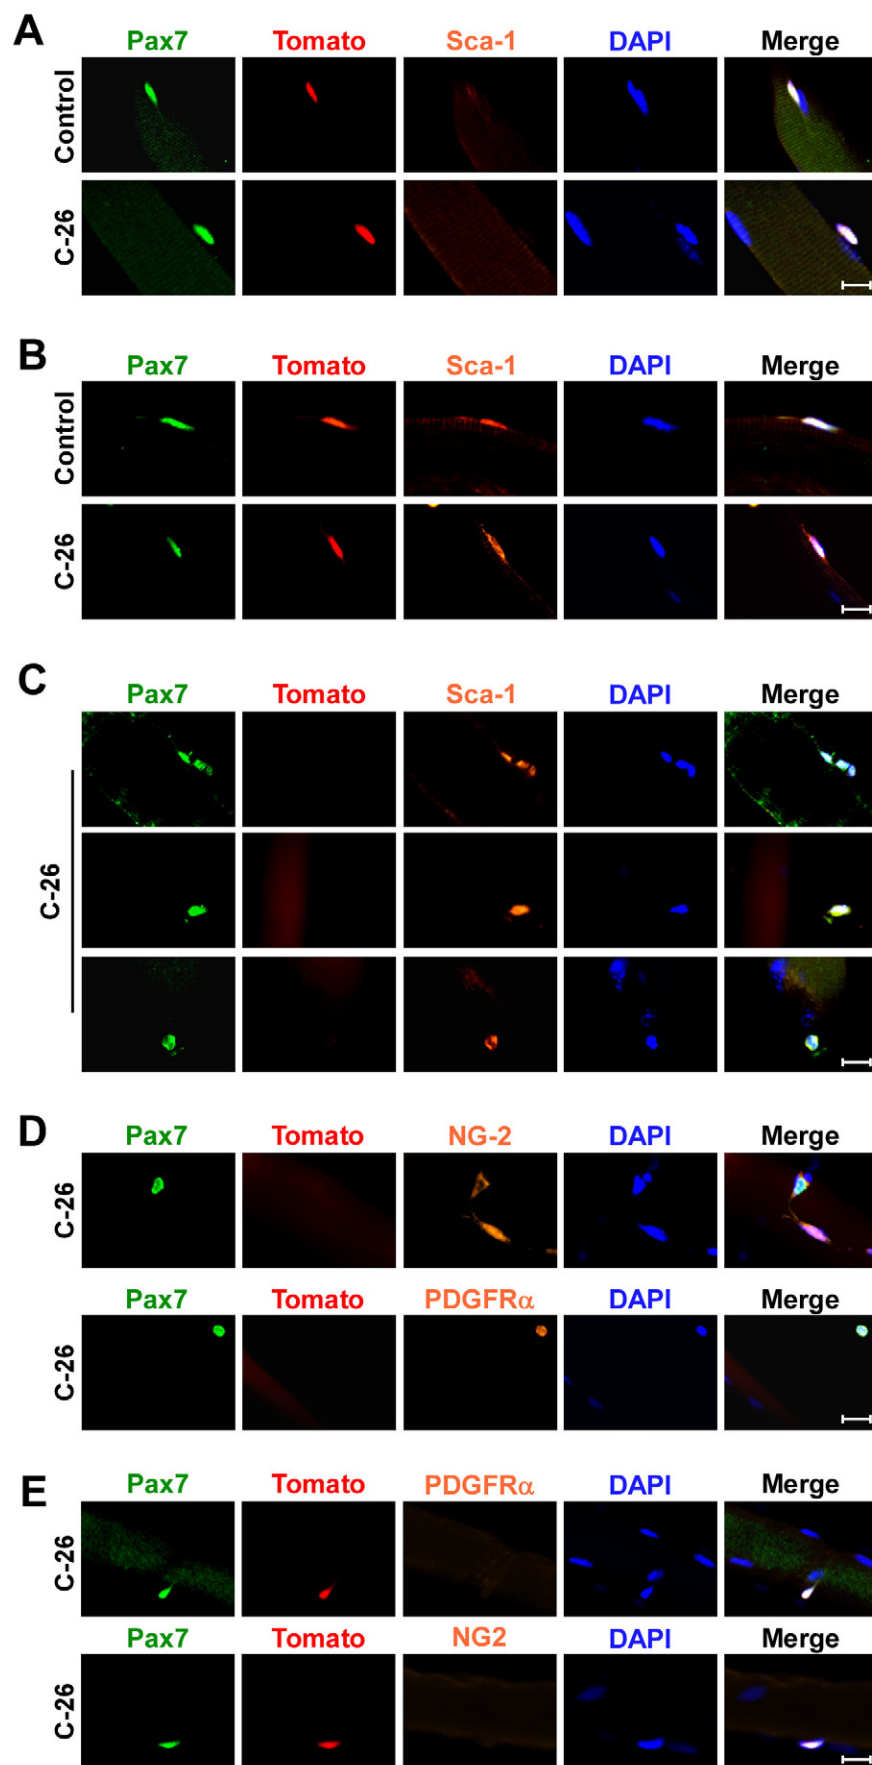 A
Pax7 Tomato Sca-1 DAPI Merge
Control
C-26
B
Pax7 Tomato Sca-1 DAPI Merge
Control
C-26
C
Pax7 Tomato Sca-1 DAPI Merge
C-26
D
Pax7 Tomato NG-2 DAPI Merge
C-26
Pax7 Tomato PDGFRα DAPI Merge
C-26
E
Pax7 Tomato PDGFRα DAPI Merge
C-26
Pax7 Tomato NG2 DAPI Merge
C-26